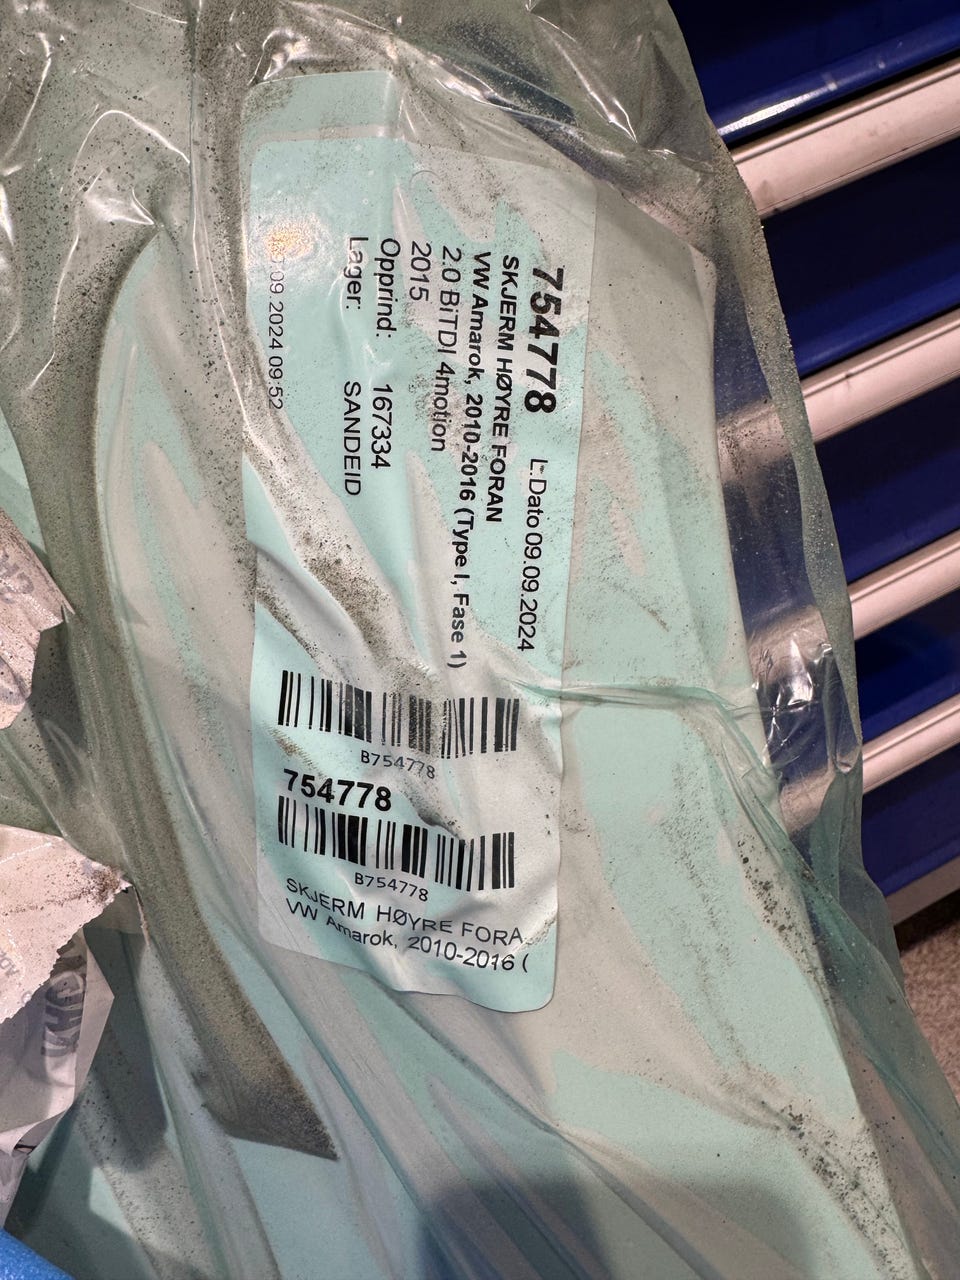 754778 L.Dato 09.09.2024
SKJERM HØYRE FORAN
VW Amarok, 2010-2016 (Type I, Fase 1)
2.0 BiTDI 4motion
2015
Opprind: 167334
Lager: SANDEID
09.09.2024 09:52
B754778
754778
B754778
SKJERM HØYRE FORA
VW Amarok, 2010-2016 (